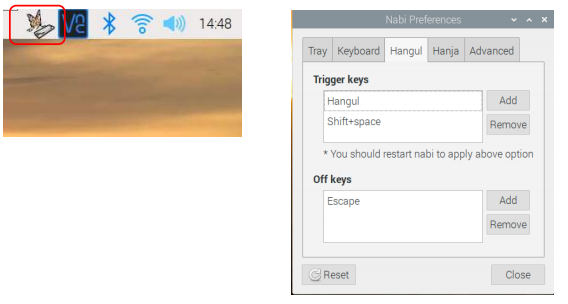 14:48
Nabi Preferences
Tray Keyboard Hangul Hanja Advanced
Trigger keys
Hangul
Add
Shift+space
Remove
* You should restart nabi to apply above option
Off keys
Escape
Add
Remove
Reset
Close